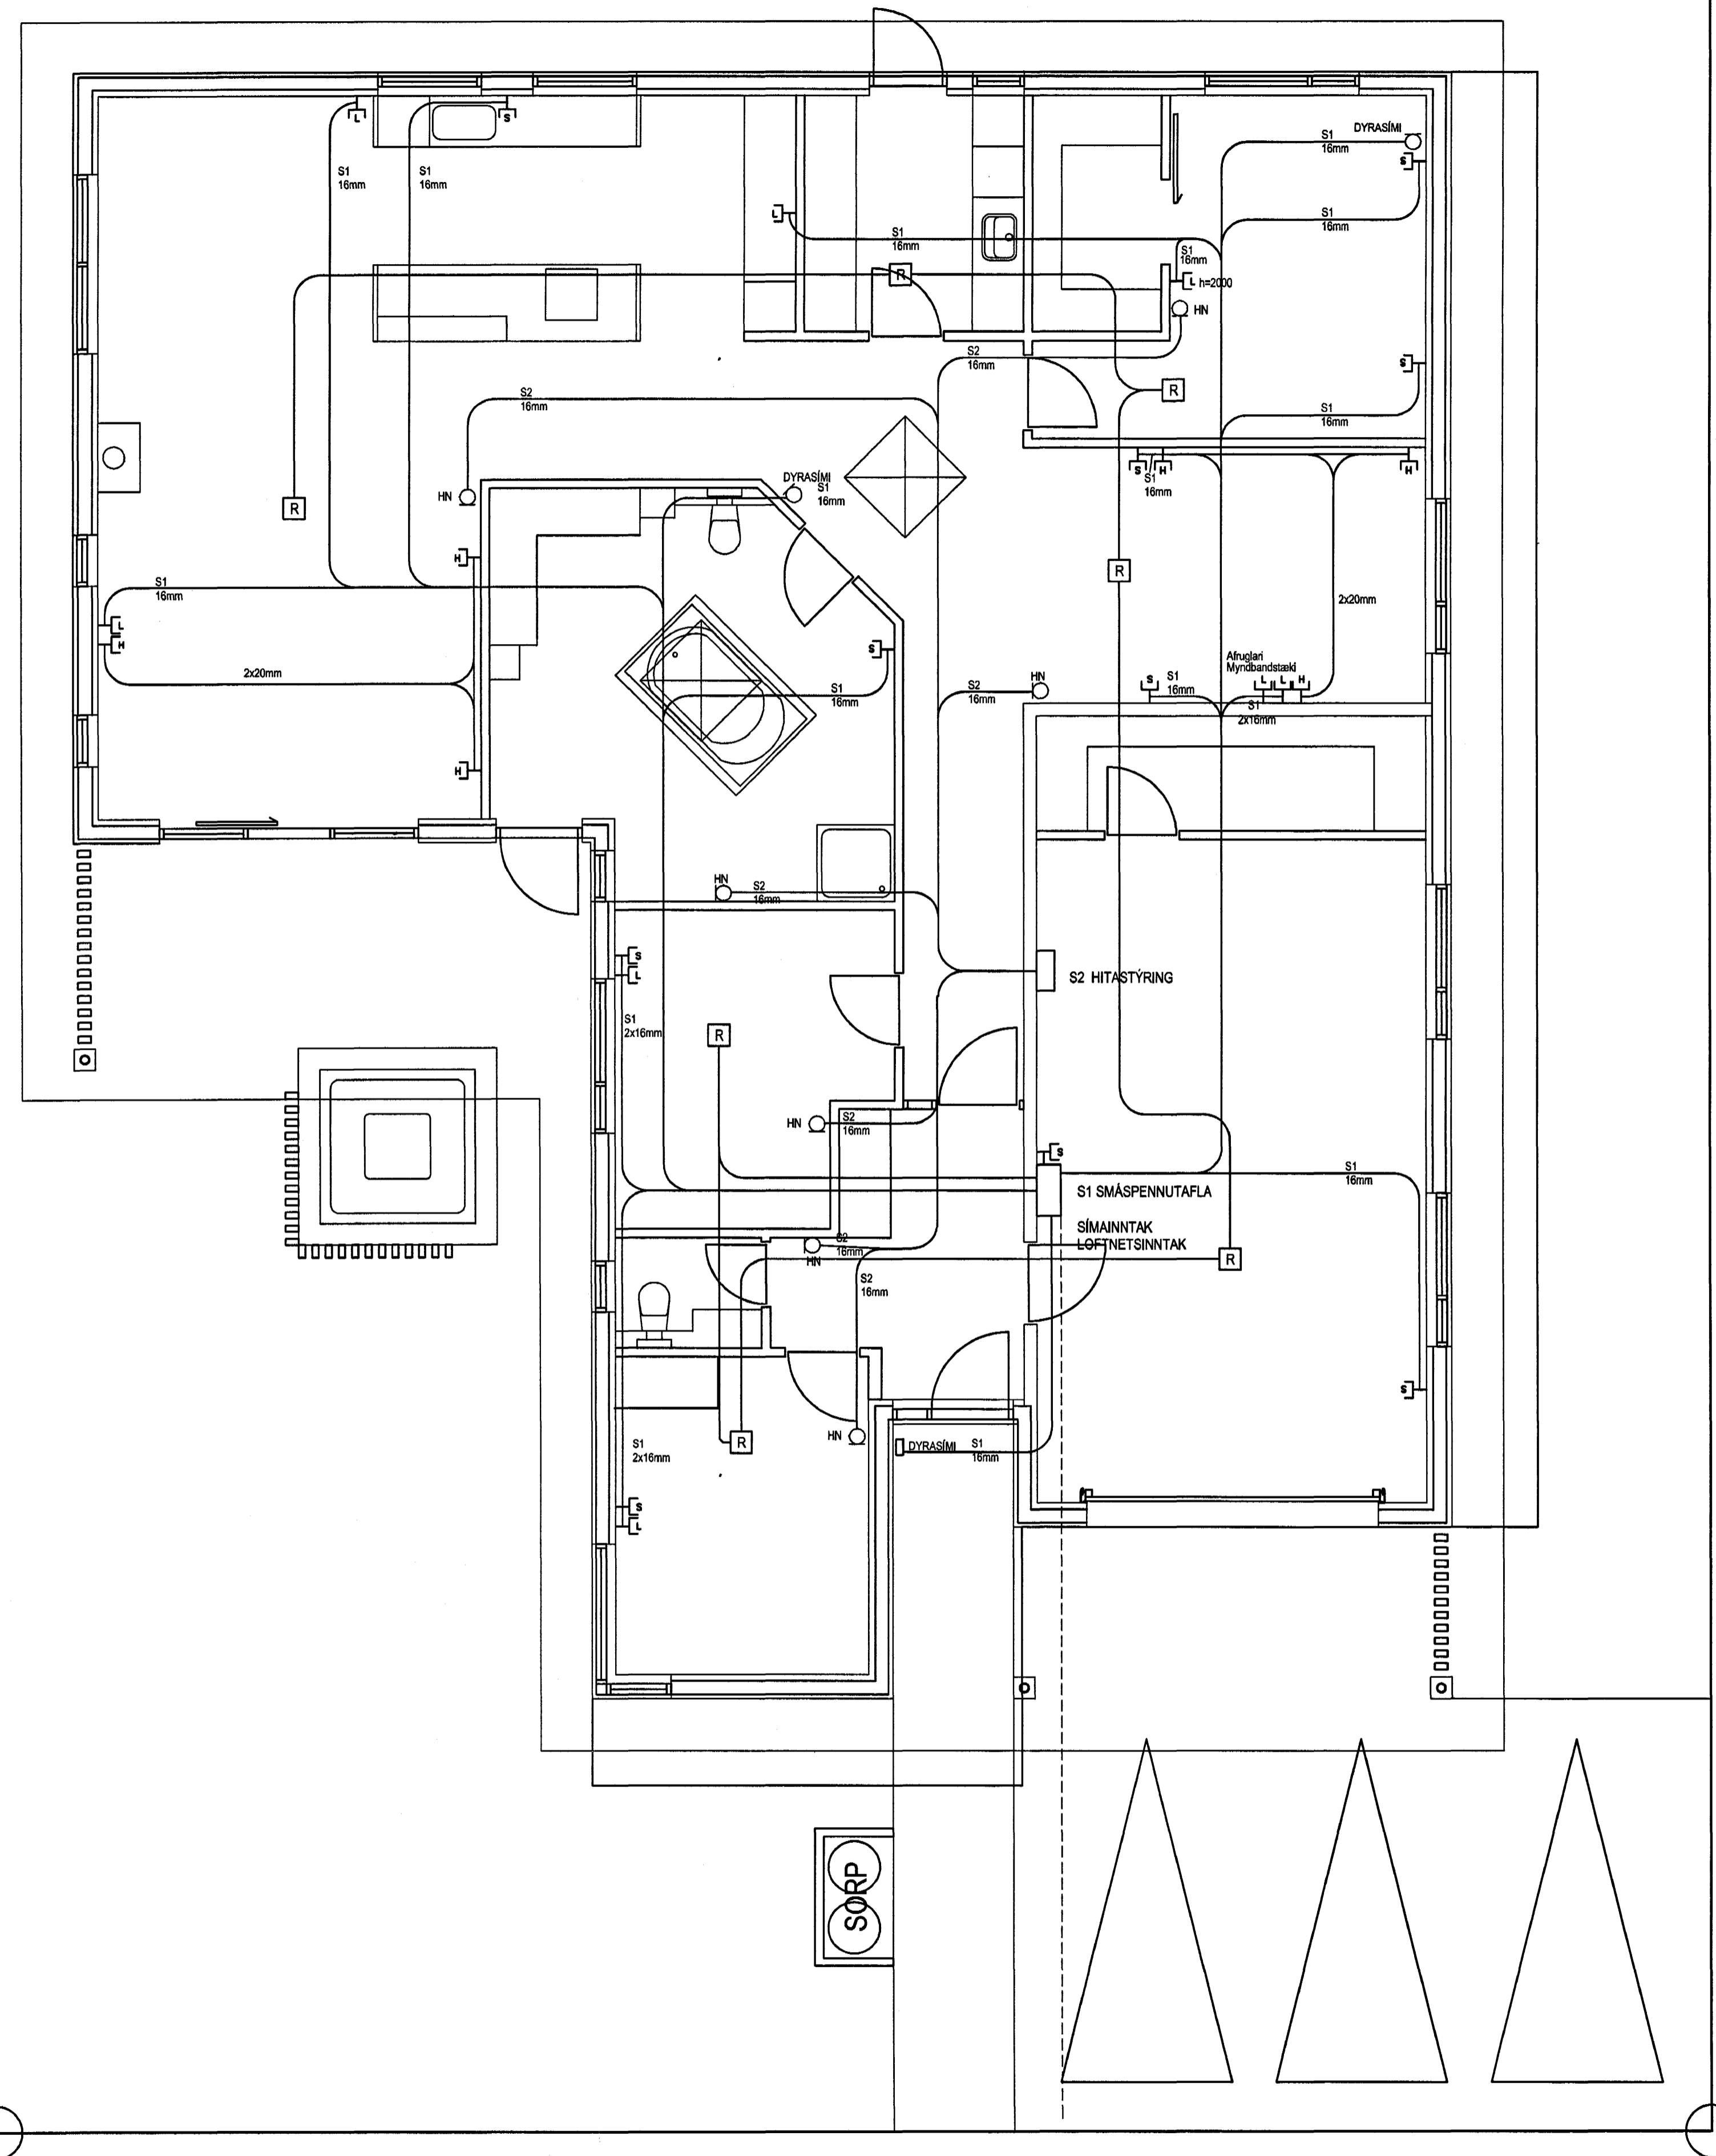 DYRASÍMI
S1
16mm
L
S
S
S1
16mm
S1
16mm
L
S1
16mm
S1
16mm
S1
16mm
R
L h=2000
HN
S2
16mm
S
R
S2
16mm
S1
16mm
S
H
H
S1
16mm
DYRASÍMI
S1
16mm
HN
R
H
R
S1
16mm
2x20mm
L
H
S
Afruglari
Myndbandstæki
2x20mm
HN
S2
16mm
S1
16mm
S
S1
16mm
L
L
H
S1
2x16mm
H
HN
S2
16mm
S
L
S2 HITASTÝRING
S1
2x16mm
R
HN
S2
16mm
S
S1
16mm
S1 SMÁSPENNUTAFLA
SÍMAINNTAK
LOFTNETSINNTAK
S2
16mm
HN
R
S2
16mm
S
S1
2x16mm
R
HN
DYRASÍMI
S1
16mm
S
L
SORP